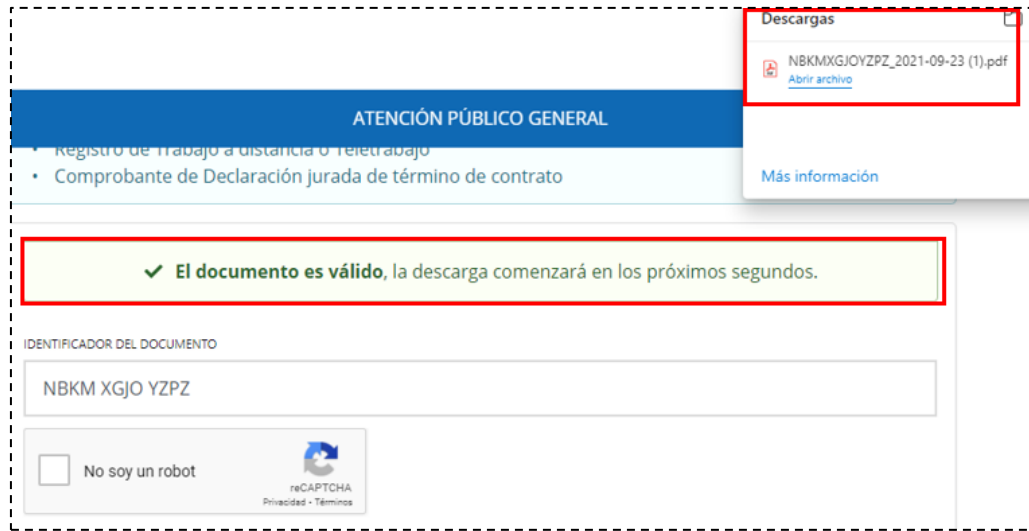 Descargas
NBKMXGJOYZPZ_2021-09-23 (1).pdf
Abrir archivo
Más información
ATENCIÓN PÚBLICO GENERAL
• Registro de Trabajo a distancia o Teletrabajo
• Comprobante de Declaración jurada de término de contrato
✔ El documento es válido, la descarga comenzará en los próximos segundos.
IDENTIFICADOR DEL DOCUMENTO
NBKM XGJO YZPZ
No soy un robot
reCAPTCHA
Privacidad - Términos